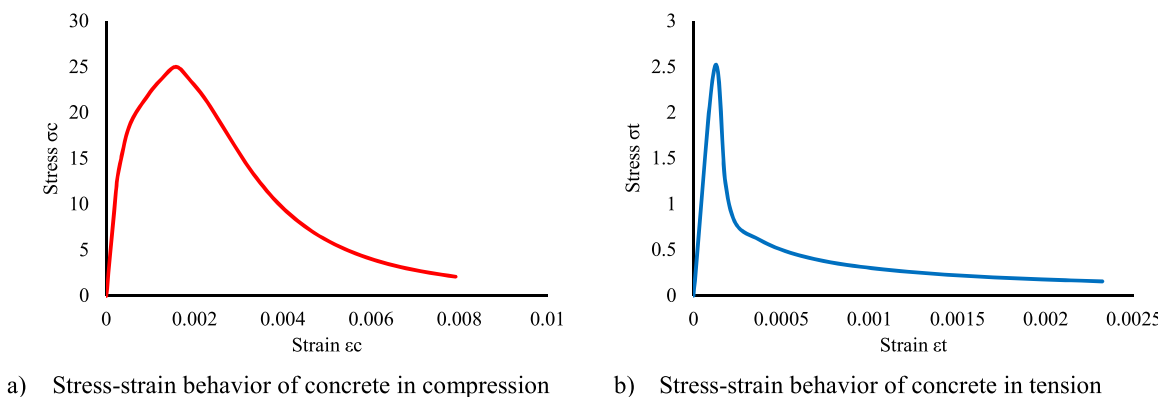 30
25
20
15
10
5
0
Stress σc
0 0.002 0.004 0.006 0.008 0.01
Strain εc
a) Stress-strain behavior of concrete in compression
3
2.5
2
1.5
1
0.5
0
Stress σt
0 0.0005 0.001 0.0015 0.002 0.0025
Strain εt
b) Stress-strain behavior of concrete in tension